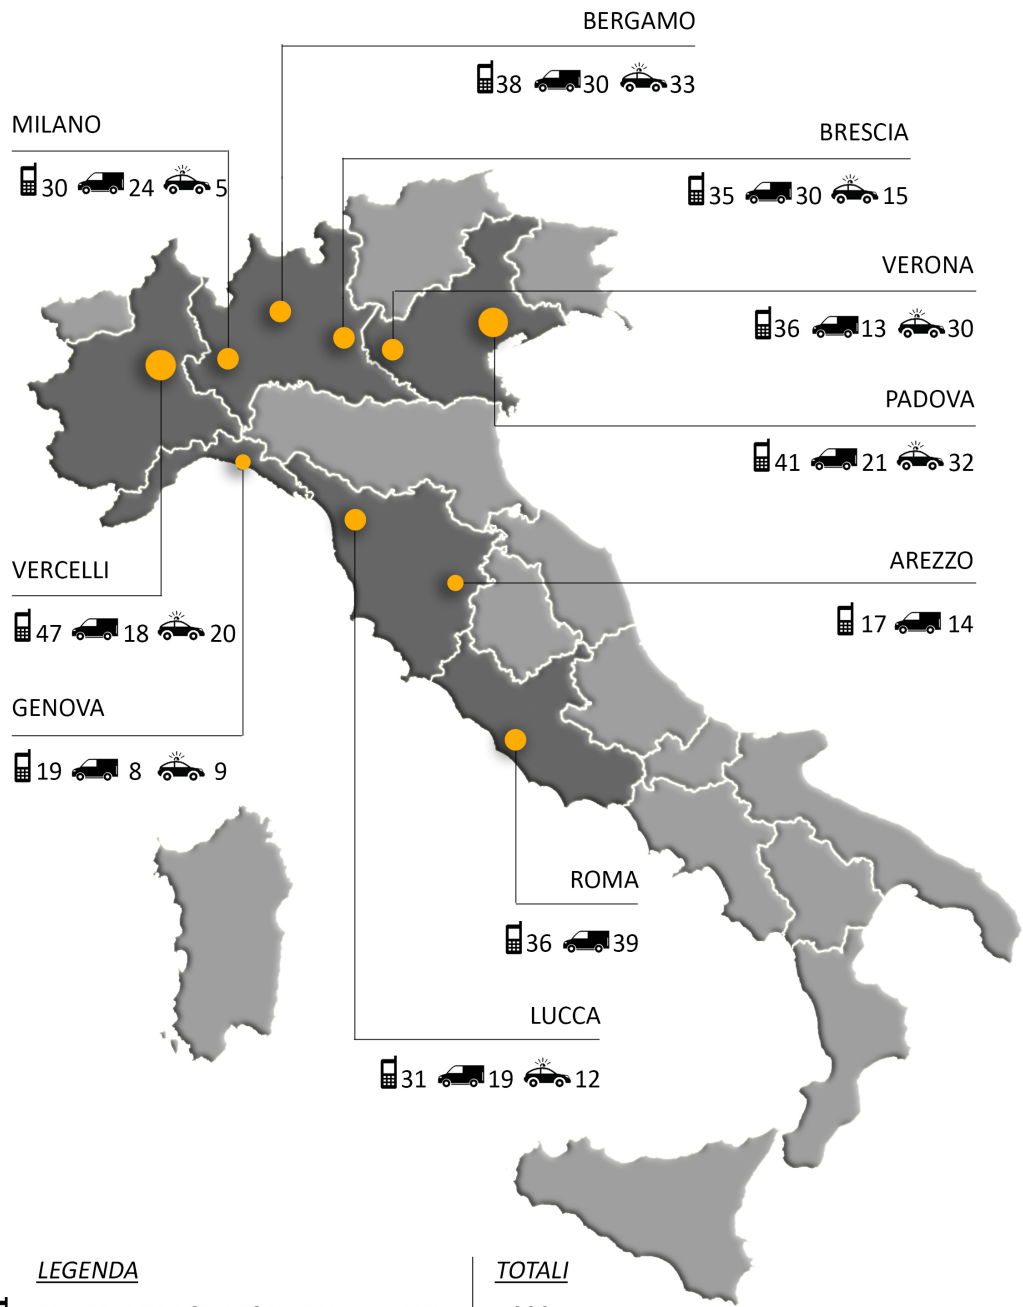 BERGAMO
38 30 33
MILANO
30 24 5
BRESCIA
35 30 15
VERONA
36 13 30
PADOVA
41 21 32
AREZZO
17 14
VERCELLI
47 18 20
GENOVA
19 8 9
ROMA
36 39
LUCCA
31 19 12
LEGENDA
TOTALI